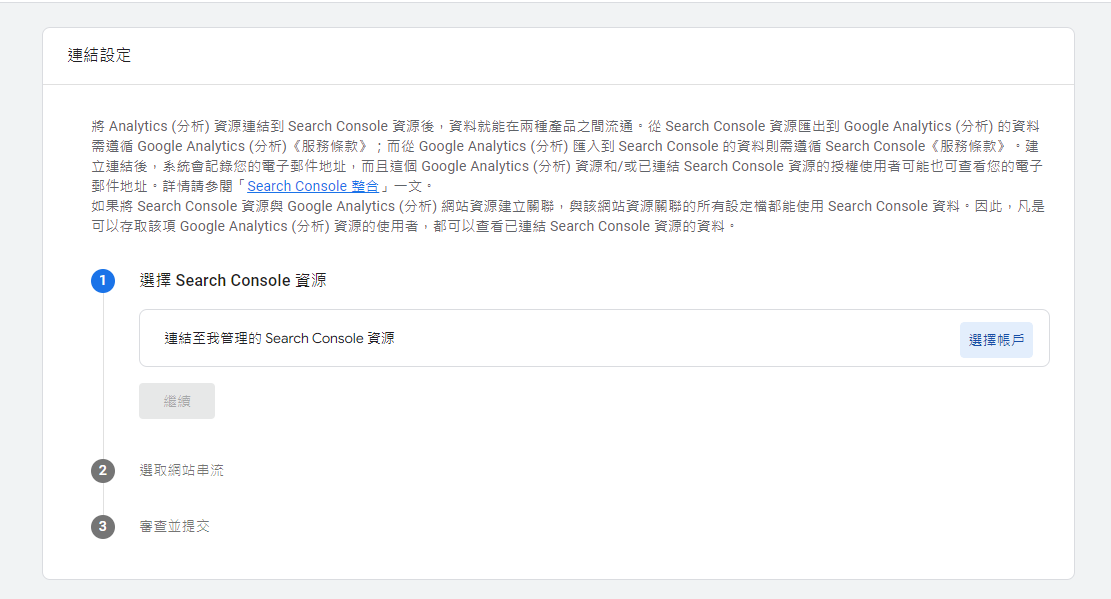 連結設定
將 Analytics (分析) 資源連結到 Search Console 資源後，資料就能在兩種產品之間流通。從 Search Console 資源匯出到 Google Analytics (分析) 的資料
需遵循 Google Analytics (分析)《服務條款》；而從 Google Analytics (分析) 匯入到 Search Console 的資料則需遵循 Search Console《服務條款》。建
立連結後，系統會記錄您的電子郵件地址，而且這個 Google Analytics (分析) 資源和/或已連結 Search Console 資源的授權使用者可能也可查看您的電子
郵件地址。詳情請參閱「Search Console 整合」一文。
如果將 Search Console 資源與 Google Analytics (分析) 網站資源建立關聯，與該網站資源關聯的所有設定檔都能使用 Search Console 資料。因此，凡是
可以存取該項 Google Analytics (分析) 資源的使用者，都可以查看已連結 Search Console 資源的資料。
1 選擇 Search Console 資源
連結至我管理的 Search Console 資源 選擇帳戶
繼續
2 選取網站串流
3 審查並提交